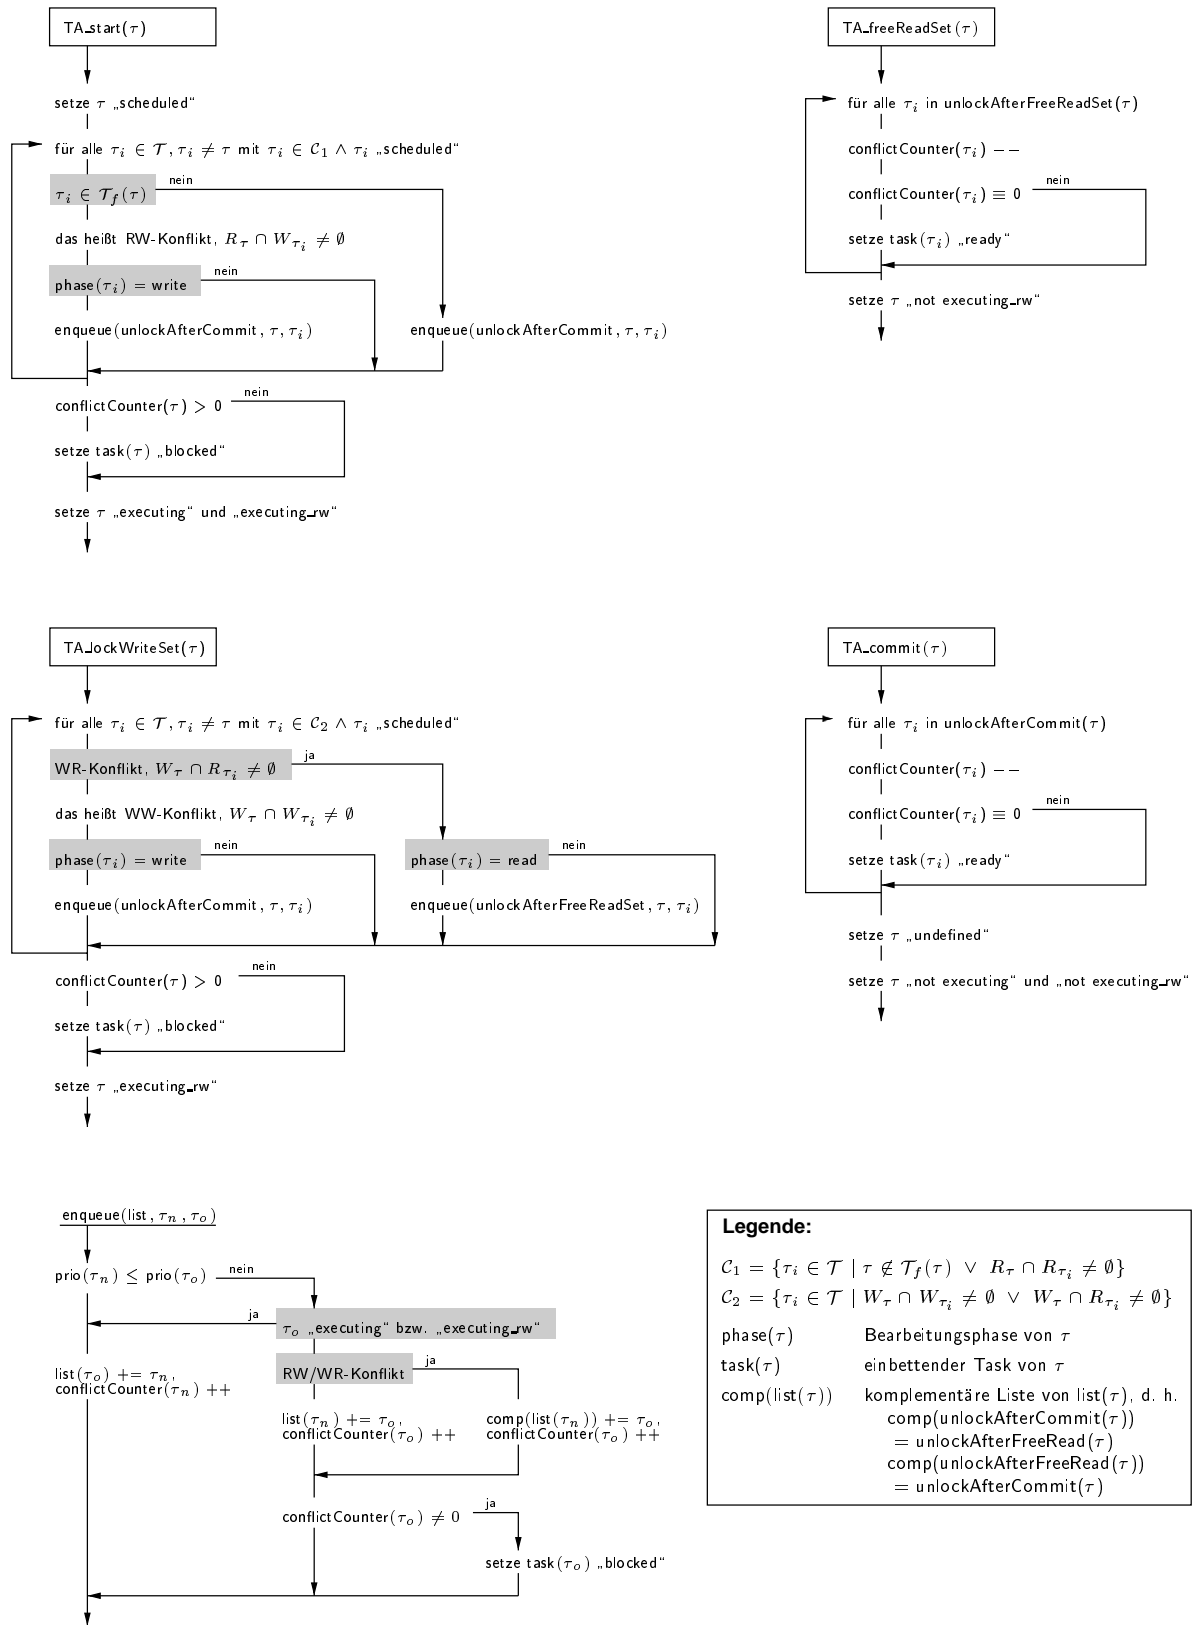 TA_start(τ)
setze τ „scheduled“
für alle τ_i ∈ 𝒯, τ_i ≠ τ mit τ_i ∈ 𝒞_1 ∧ τ_i „scheduled“
τ_i ∈ 𝒯_f(τ)
nein
das heißt RW-Konflikt, R_τ ∩ W_τ_i ≠ ∅
phase(τ_i) = write
nein
enqueue(unlockAfterCommit, τ, τ_i)
enqueue(unlockAfterCommit, τ, τ_i)
conflictCounter(τ) > 0
nein
setze task(τ) „blocked“
setze τ „executing“ und „executing_rw“
TA_freeReadSet(τ)
für alle τ_i in unlockAfterFreeReadSet(τ)
conflictCounter(τ_i) −−
conflictCounter(τ_i) ≡ 0
nein
setze task(τ_i) „ready“
setze τ „not executing_rw“
TA_lockWriteSet(τ)
für alle τ_i ∈ 𝒯, τ_i ≠ τ mit τ_i ∈ 𝒞_2 ∧ τ_i „scheduled“
WR-Konflikt, W_τ ∩ R_τ_i ≠ ∅
ja
das heißt WW-Konflikt, W_τ ∩ W_τ_i ≠ ∅
phase(τ_i) = write
nein
phase(τ_i) = read
nein
enqueue(unlockAfterCommit, τ, τ_i)
enqueue(unlockAfterFreeReadSet, τ, τ_i)
conflictCounter(τ) > 0
nein
setze task(τ) „blocked“
setze τ „executing_rw“
TA_commit(τ)
für alle τ_i in unlockAfterCommit(τ)
conflictCounter(τ_i) −−
conflictCounter(τ_i) ≡ 0
nein
setze task(τ_i) „ready“
setze τ „undefined“
setze τ „not executing“ und „not executing_rw“
enqueue(list, τ_n, τ_o)
prio(τ_n) ≤ prio(τ_o)
nein
ja
τ_o „executing“ bzw. „executing_rw“
RW/WR-Konflikt
ja
list(τ_o) += τ_n,
conflictCounter(τ_n) ++
list(τ_n) += τ_o,
conflictCounter(τ_o) ++
comp(list(τ_n)) += τ_o,
conflictCounter(τ_o) ++
conflictCounter(τ_o) ≠ 0
ja
setze task(τ_o) „blocked“
Legende:
𝒞_1 = {τ_i ∈ 𝒯 | τ ∉ 𝒯_f(τ) ∨ R_τ ∩ R_τ_i ≠ ∅}
𝒞_2 = {τ_i ∈ 𝒯 | W_τ ∩ W_τ_i ≠ ∅ ∨ W_τ ∩ R_τ_i ≠ ∅}
phase(τ) Bearbeitungsphase von τ
task(τ) einbettender Task von τ
comp(list(τ)) komplementäre Liste von list(τ), d. h.
comp(unlockAfterCommit(τ))
= unlockAfterFreeRead(τ)
comp(unlockAfterFreeRead(τ))
= unlockAfterCommit(τ)